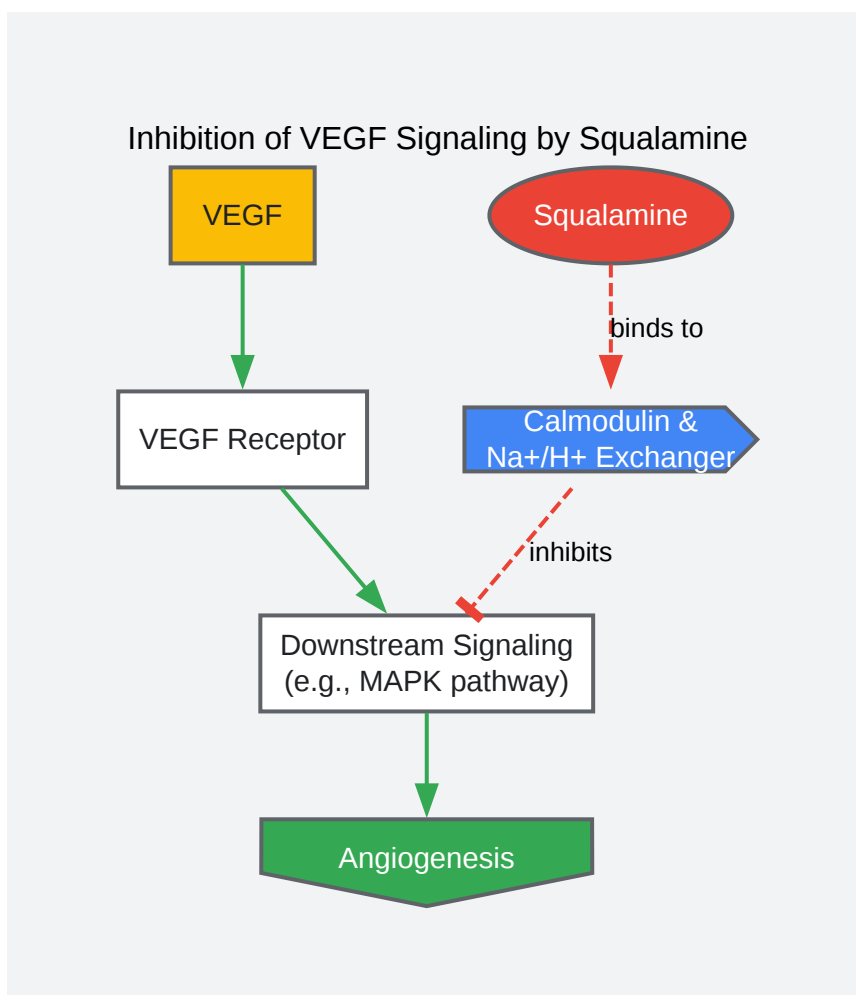 Inhibition of VEGF Signaling by Squalamine
VEGF
Squalamine
binds to
VEGF Receptor
Calmodulin &
Na+/H+ Exchanger
inhibits
Downstream Signaling
(e.g., MAPK pathway)
Angiogenesis